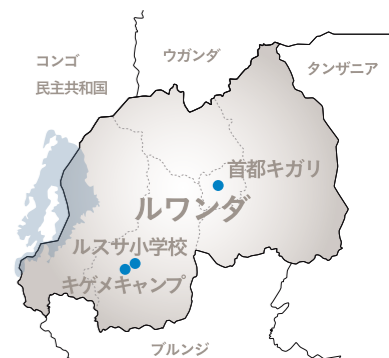 ウガンダ
コンゴ
民主共和国
タンザニア
首都キガリ
ルワンダ
ルスサ小学校
キゲメキャンプ
ブルンジ